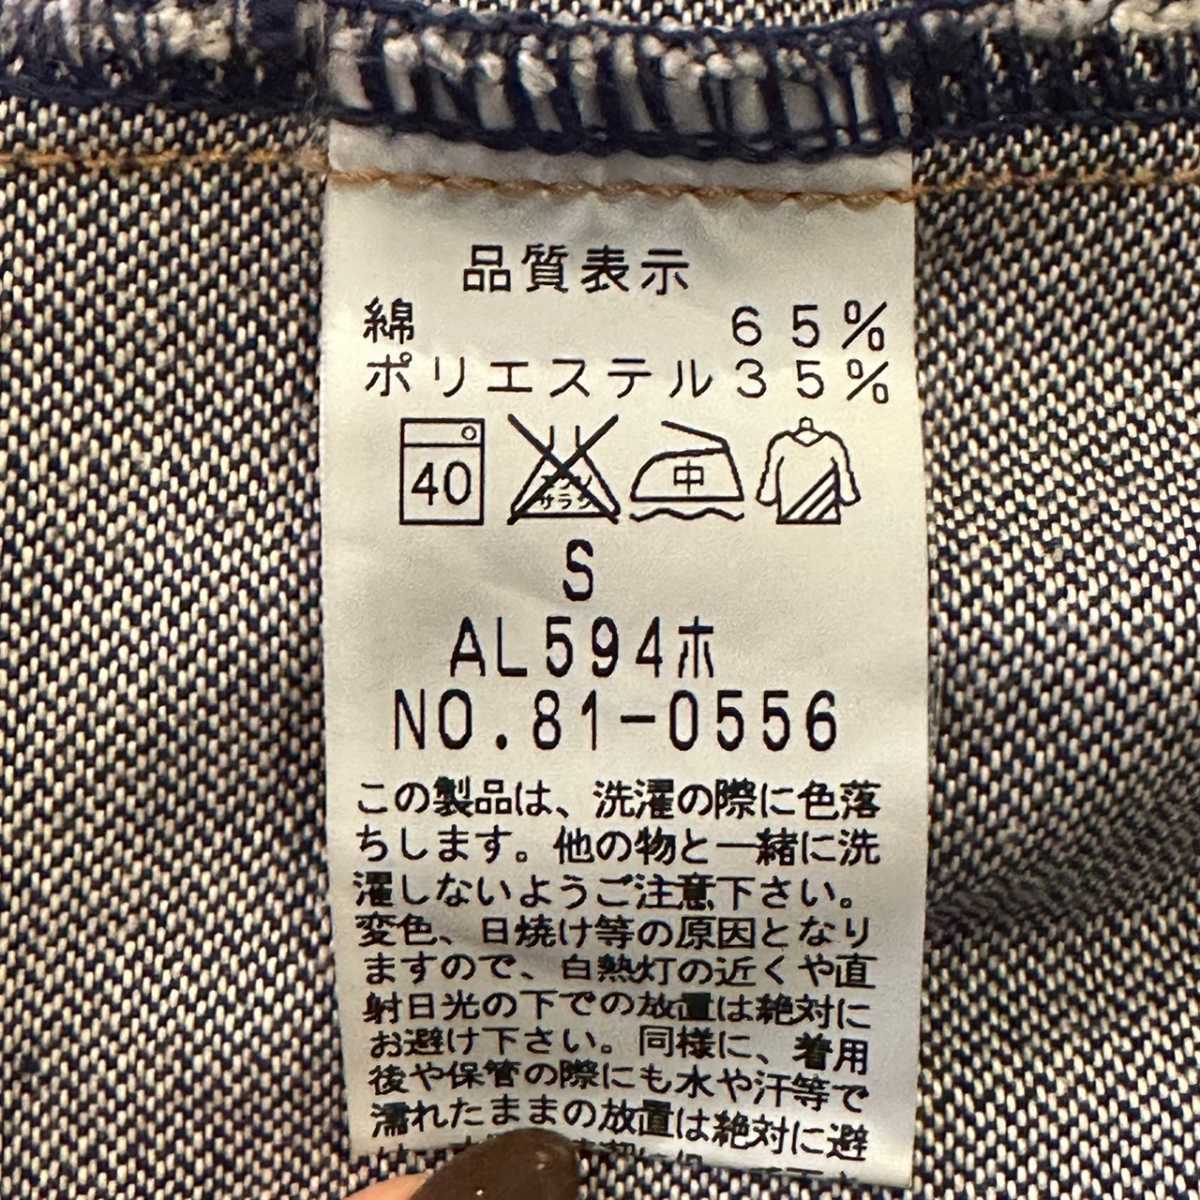 品質表示
綿 65%
ポリエステル35%
40
中
S
AL594ホ
NO.81-0556
この製品は、洗濯の際に色落
ちします。他の物と一緒に洗
濯しないようご注意下さい。
変色、日焼け等の原因となり
ますので、白熱灯の近くや直
射日光の下での放置は絶対に
お避け下さい。同様に、着用
後や保管の際にも水や汗等で
濡れたままの放置は絶対に避